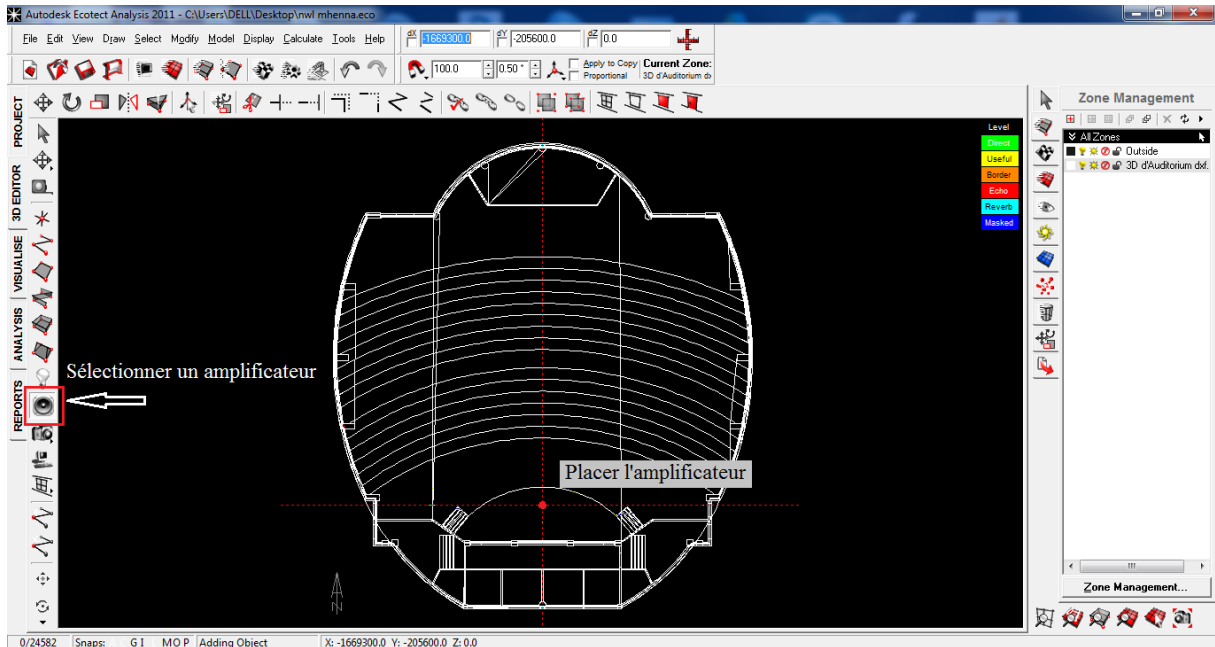 Autodesk Ecotect Analysis 2011 - C:\Users\DELL\Desktop\nwl mhenna.eco
File Edit View Draw Select Modify Model Display Calculate Tools Help
dX -1669300.0 dY -205600.0 dZ 0.0
100.0 0.50 ° Apply to Copy Current Zone:
Proportional 3D d'Auditorium dx
PROJECT
3D EDITOR
VISUALISE
ANALYSIS
REPORTS
Level
Direct
Useful
Border
Echo
Reverb
Masked
Sélectionner un amplificateur
Placer l'amplificateur
N
Zone Management
All Zones
Outside
3D d'Auditorium dxf.
Zone Management...
0/24582 Snaps: G I M O P Adding Object X: -1669300.0 Y: -205600.0 Z: 0.0